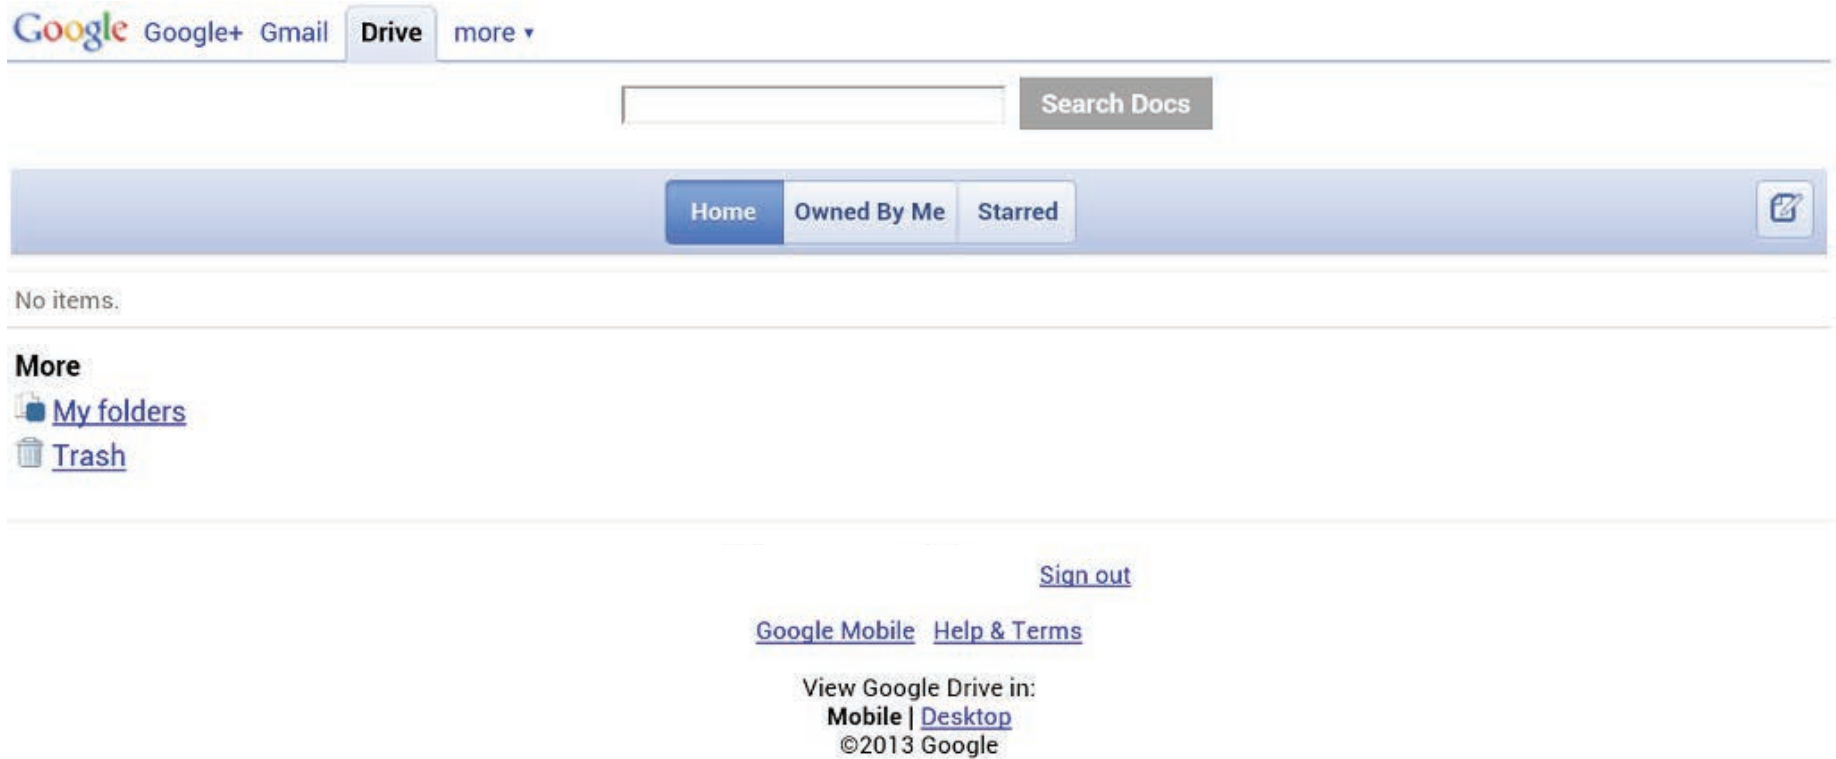 Google Google+ Gmail Drive more ▾
Search Docs
Home Owned By Me Starred
No items.
More
My folders
Trash
Sign out
Google Mobile Help & Terms
View Google Drive in:
Mobile | Desktop
©2013 Google